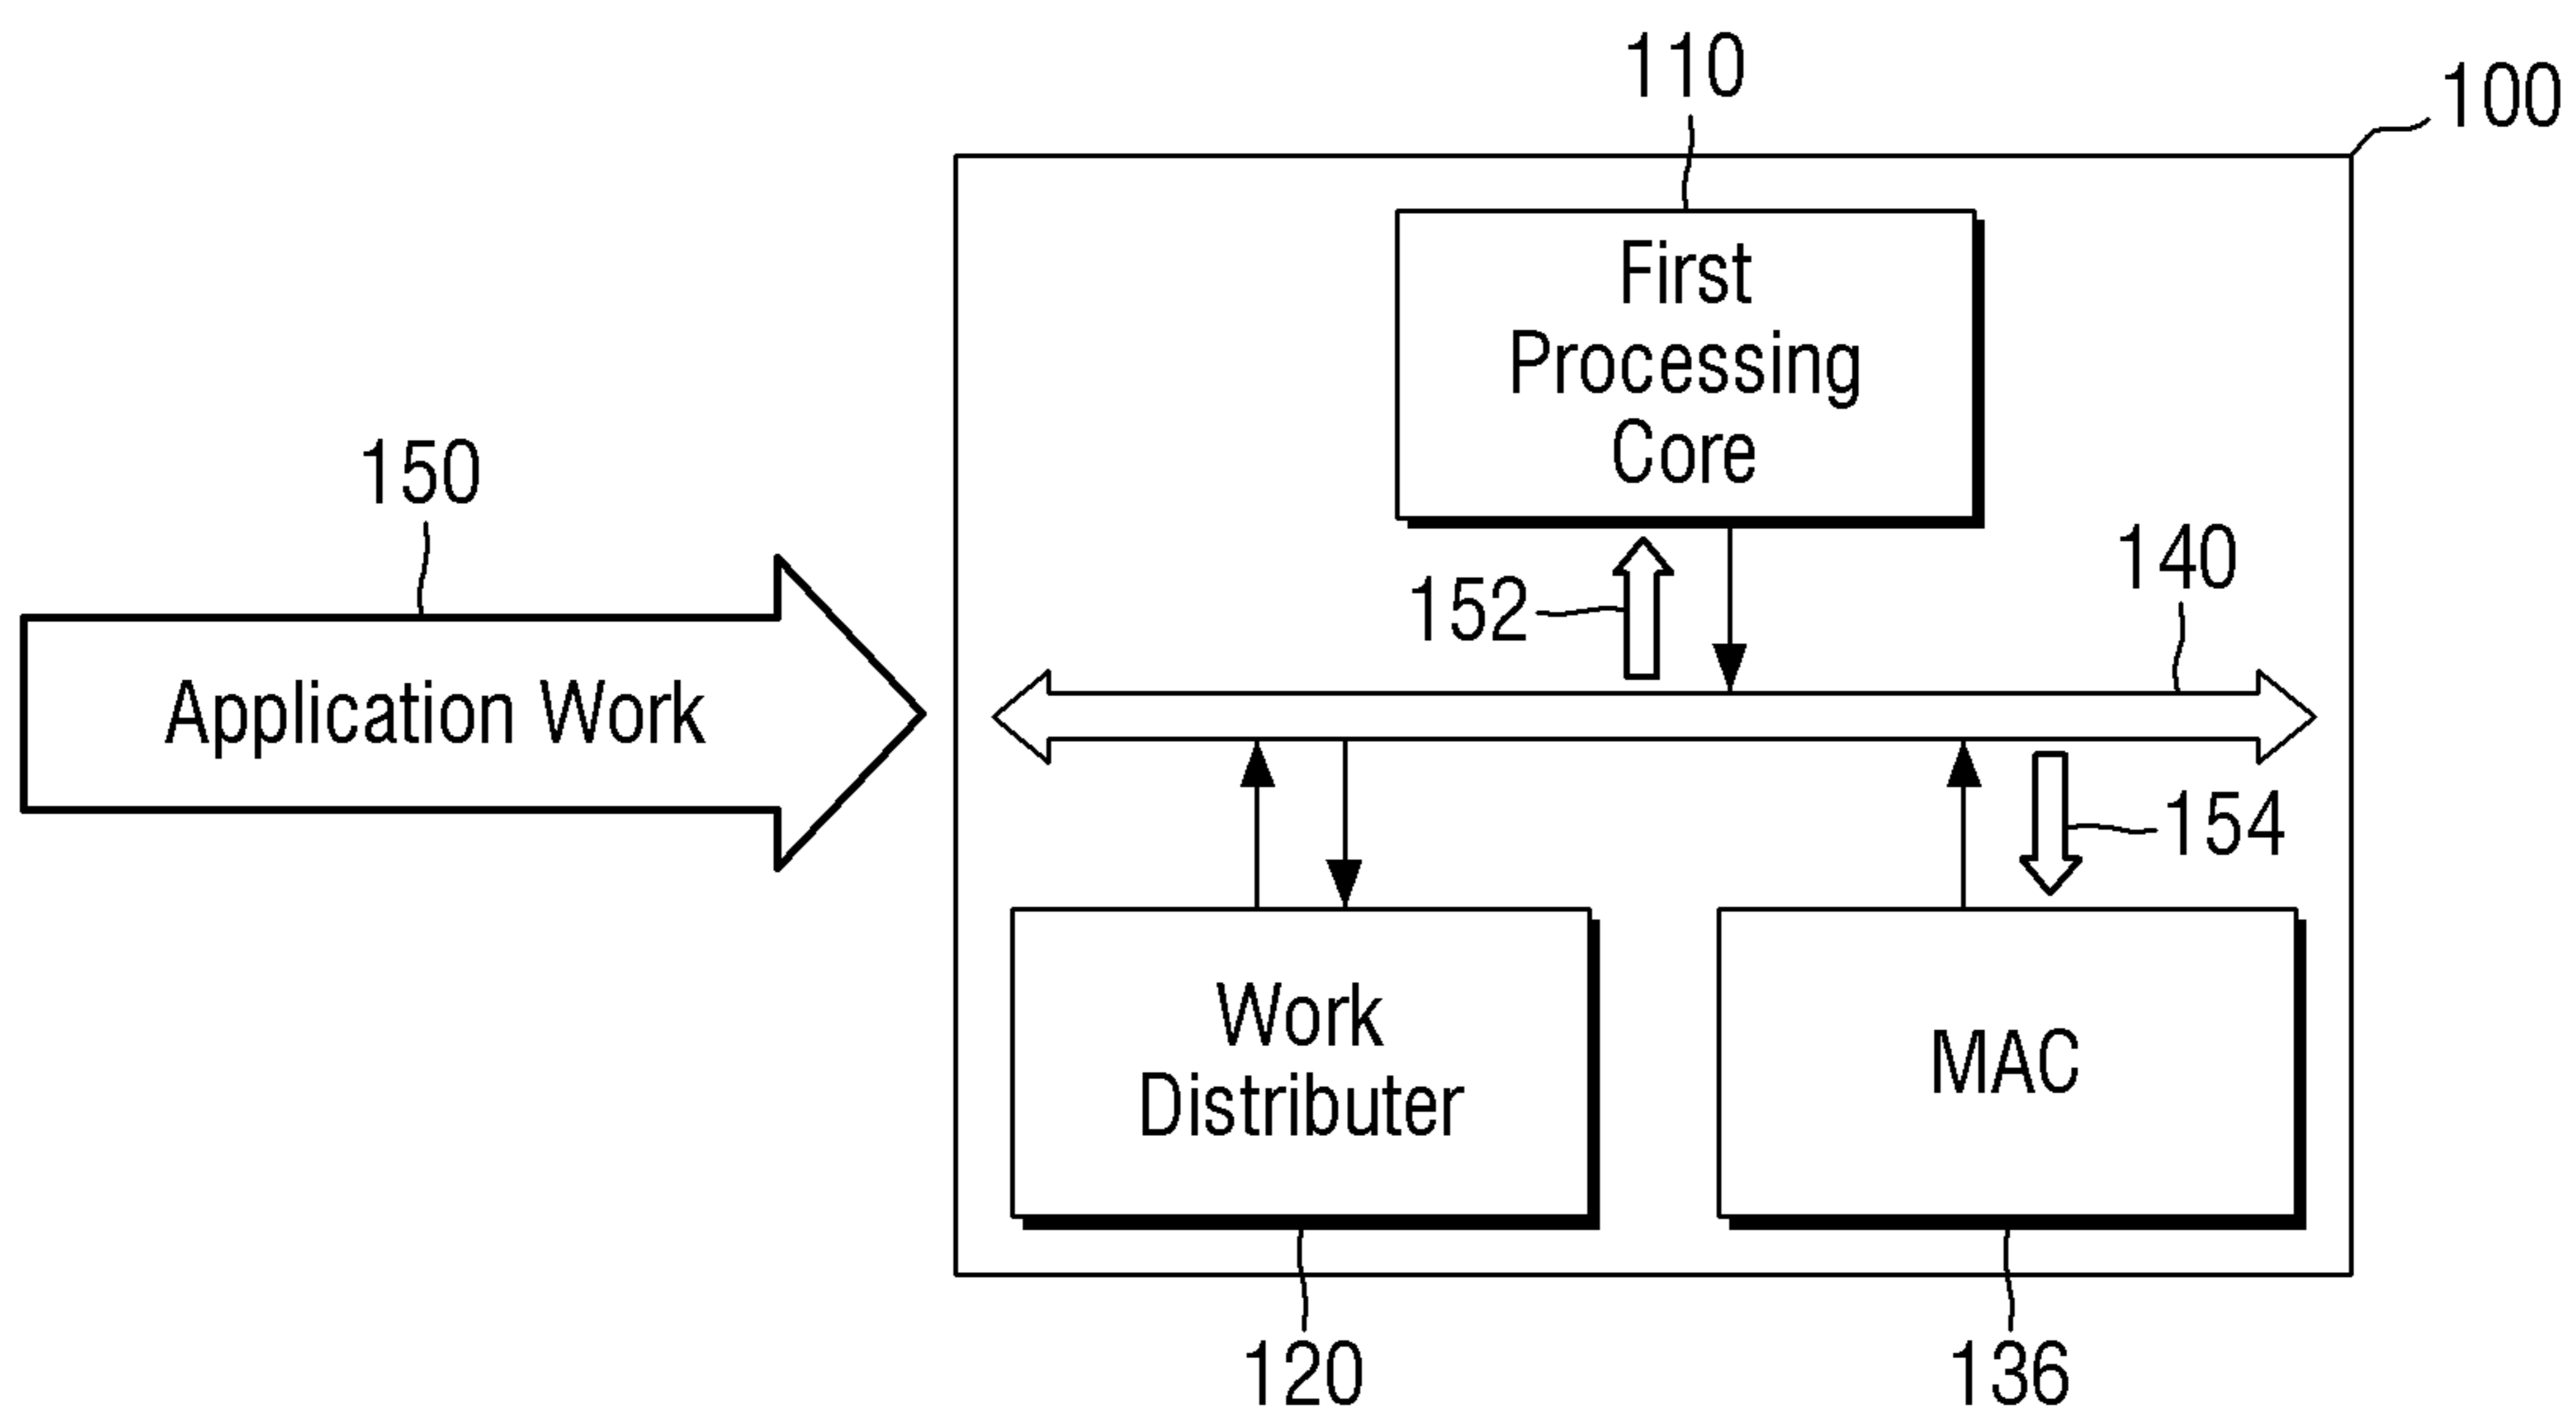 110
100
First
Processing
Core
150
140
152
Application Work
154
Work
Distributer
MAC
120
136